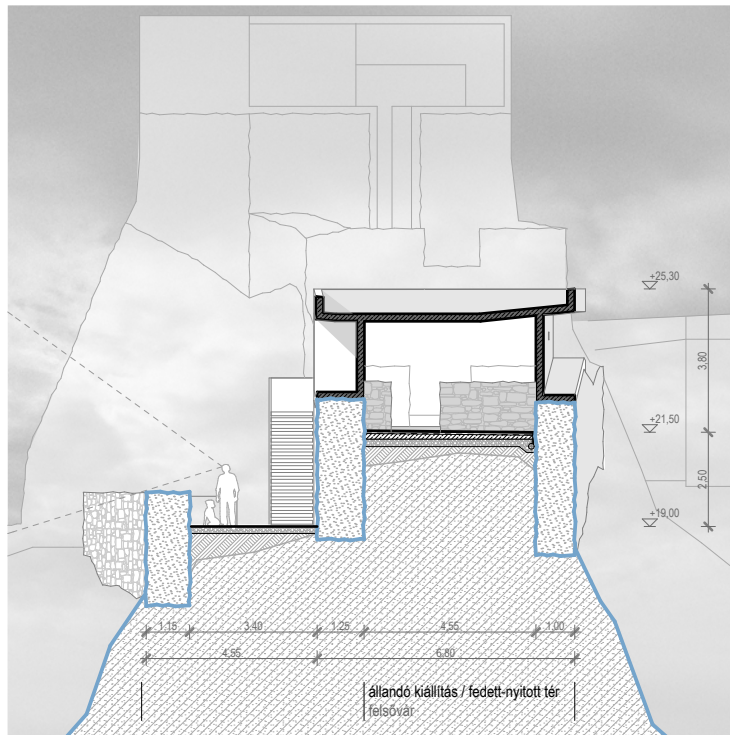 +25,30
3,80
+21,50
2,50
+19,00
1,15 3,40 1,25 4,55 1,00
4,55 6,80
állandó kiállítás / fedett-nyitott tér
felsővár